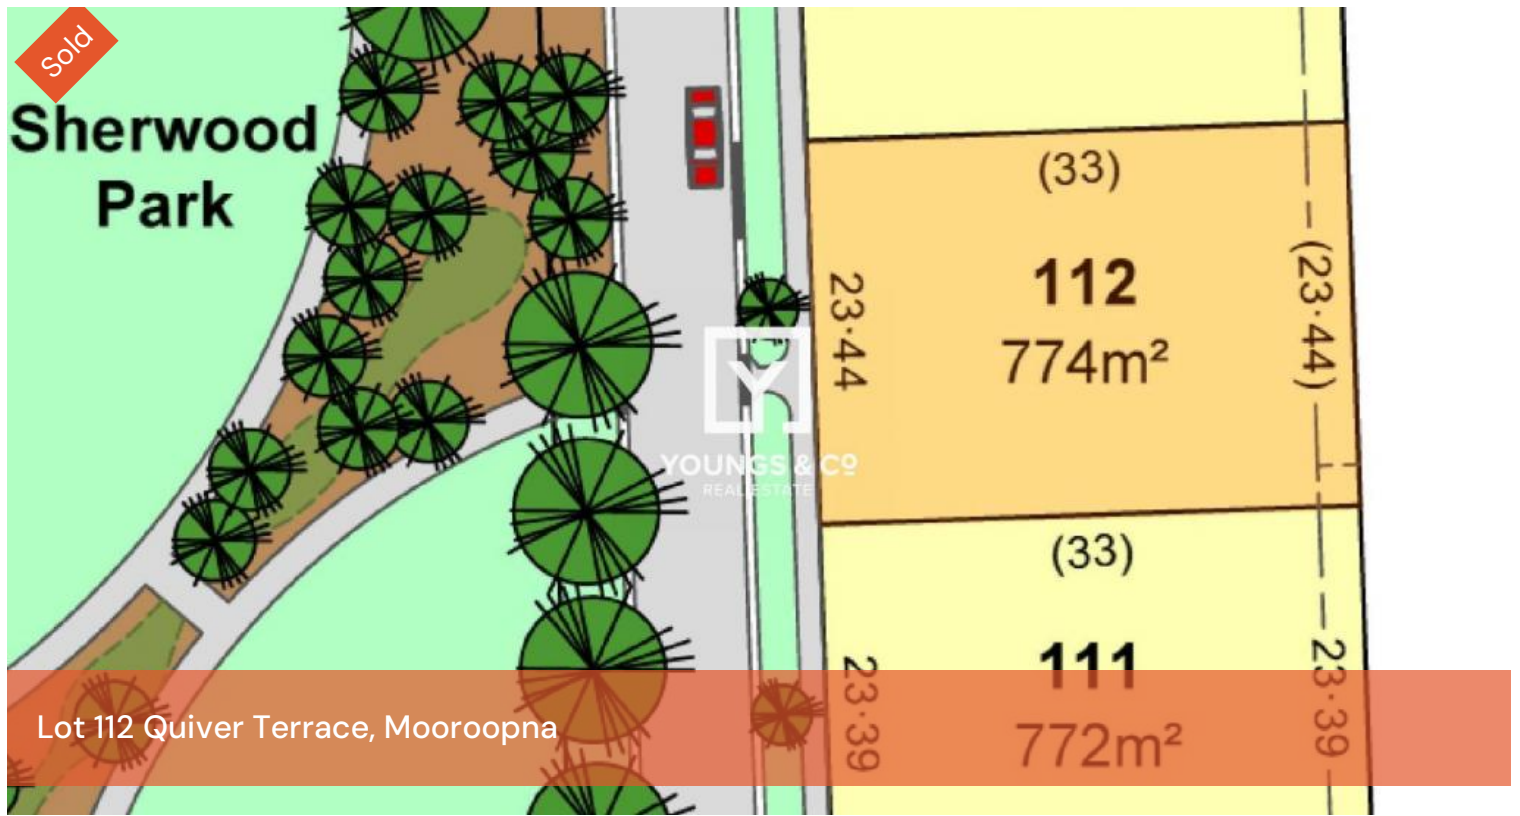 Sold
Sherwood
Park
(33)
112
774m²
23·44
(23·44)
YOUNGS & Cº
REAL ESTATE
(33)
111
772m²
23·39
23·39
Lot 112 Quiver Terrace, Mooroopna